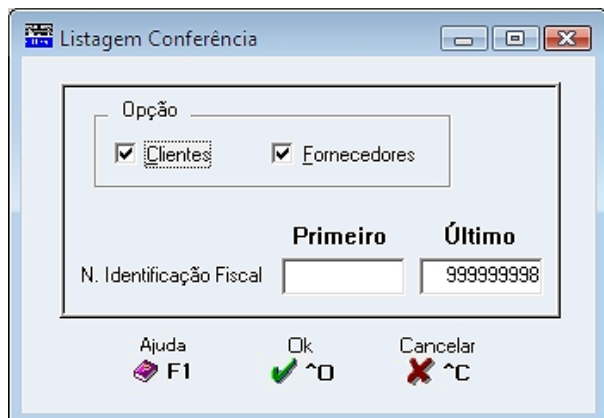 Listagem Conferência
Opção
Clientes Fornecedores
Primeiro Último
N. Identificação Fiscal 999999998
Ajuda Ok Cancelar
F1 ^O ^C